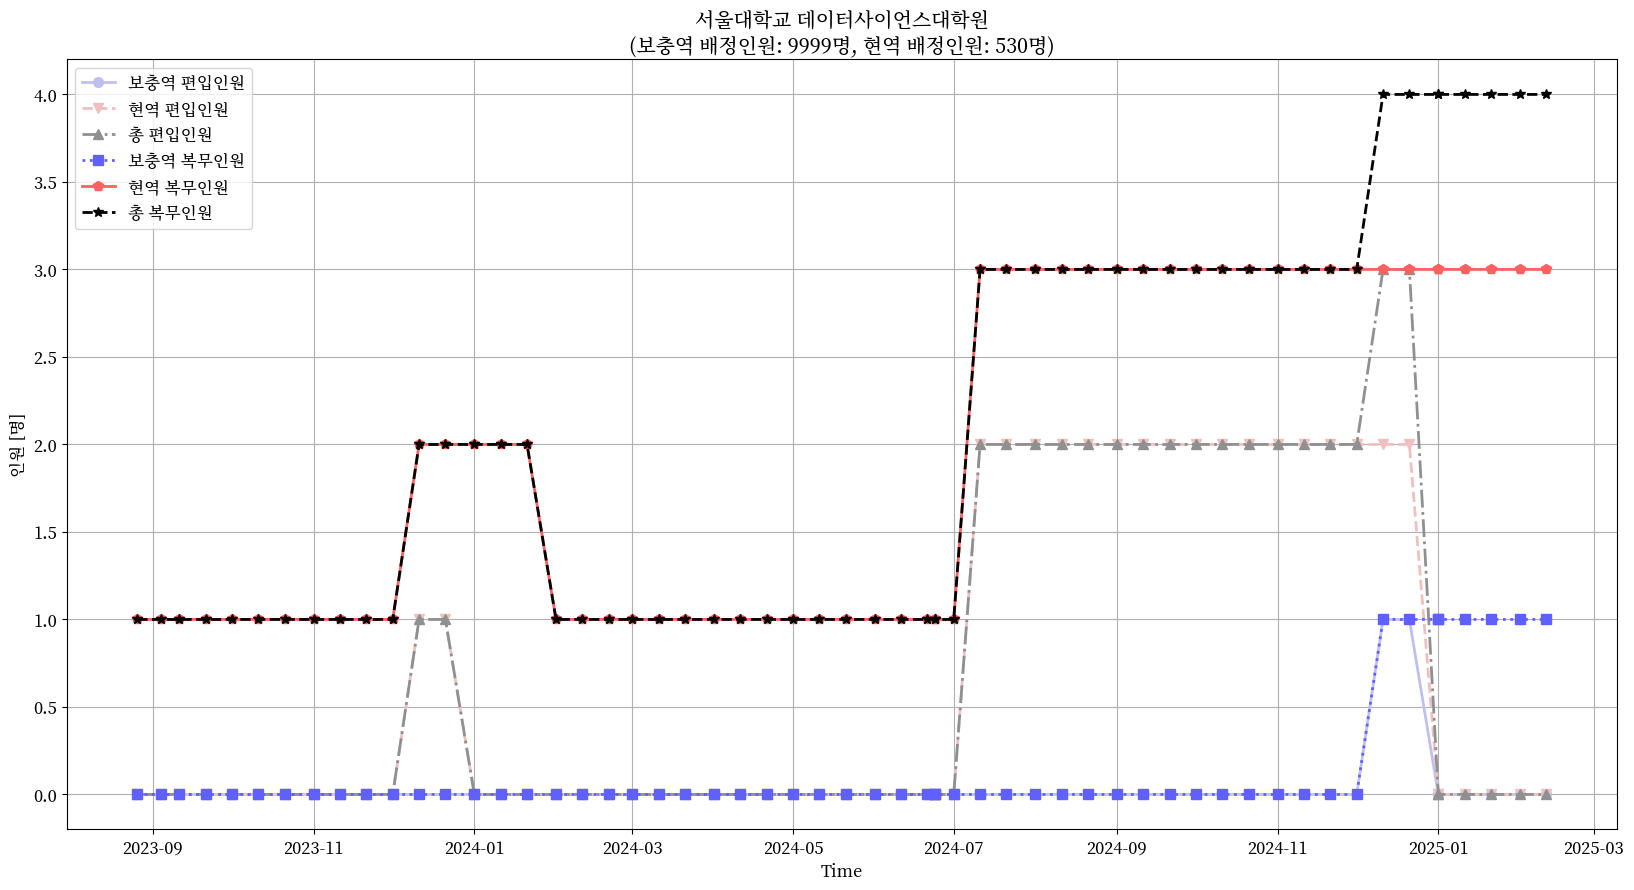 서울대학교 데이터사이언스대학원
(보충역 배정인원: 9999명, 현역 배정인원: 530명)
보충역 편입인원
현역 편입인원
총 편입인원
보충역 복무인원
현역 복무인원
총 복무인원
4.0
3.5
3.0
2.5
2.0
1.5
1.0
0.5
0.0
인원 [명]
2023-09 2023-11 2024-01 2024-03 2024-05 2024-07 2024-09 2024-11 2025-01 2025-03
Time